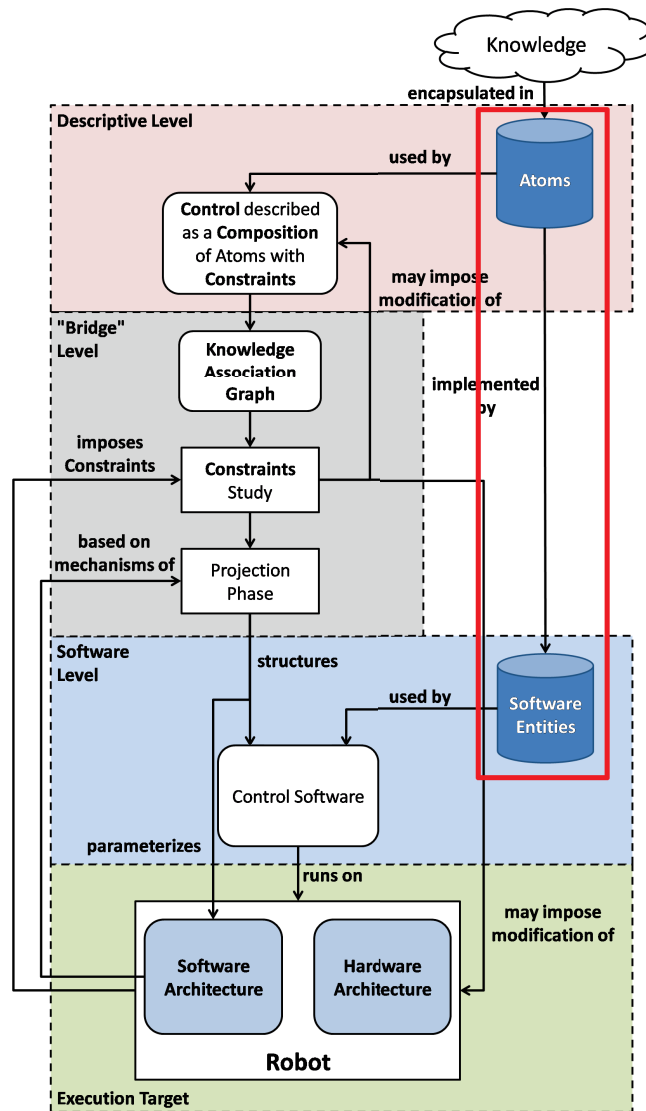 Knowledge
encapsulated in
Descriptive Level
used by
Atoms
Control described
as a Composition
of Atoms with
Constraints
may impose
modification of
"Bridge"
Level
Knowledge
Association
Graph
implemented
by
imposes
Constraints
Constraints
Study
based on
mechanisms of
Projection
Phase
Software
Level
structures
used by
Software
Entities
Control Software
parameterizes
runs on
may impose
modification of
Software
Architecture
Hardware
Architecture
Robot
Execution Target